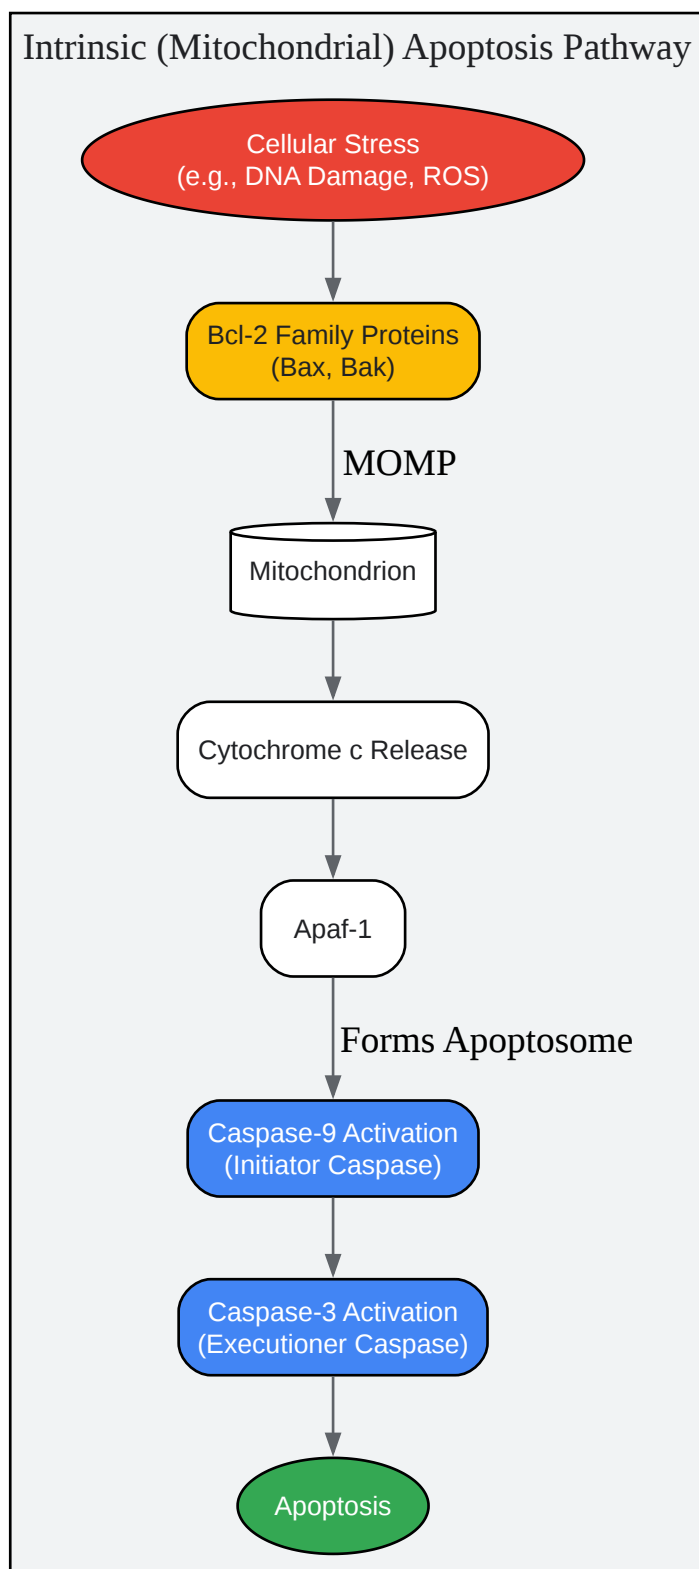 Intrinsic (Mitochondrial) Apoptosis Pathway
Cellular Stress
(e.g., DNA Damage, ROS)
Bcl-2 Family Proteins
(Bax, Bak)
MOMP
Mitochondrion
Cytochrome c Release
Apaf-1
Forms Apoptosome
Caspase-9 Activation
(Initiator Caspase)
Caspase-3 Activation
(Executioner Caspase)
Apoptosis